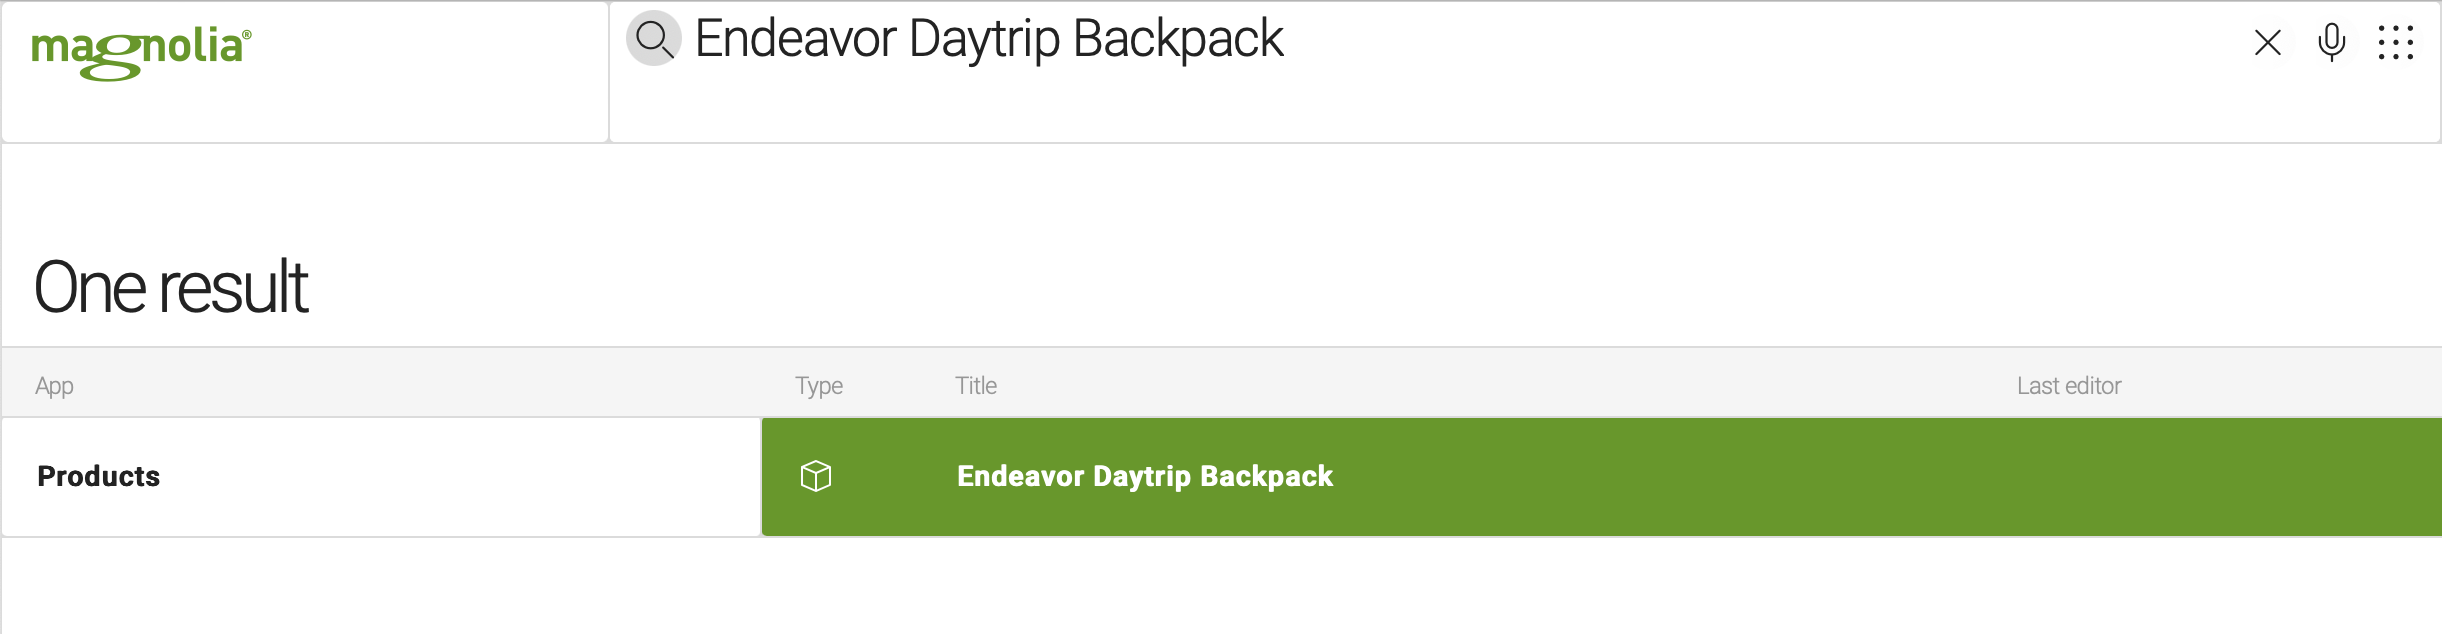 magnolia®
Endeavor Daytrip Backpack
One result
App Type Title Last editor
Products Endeavor Daytrip Backpack